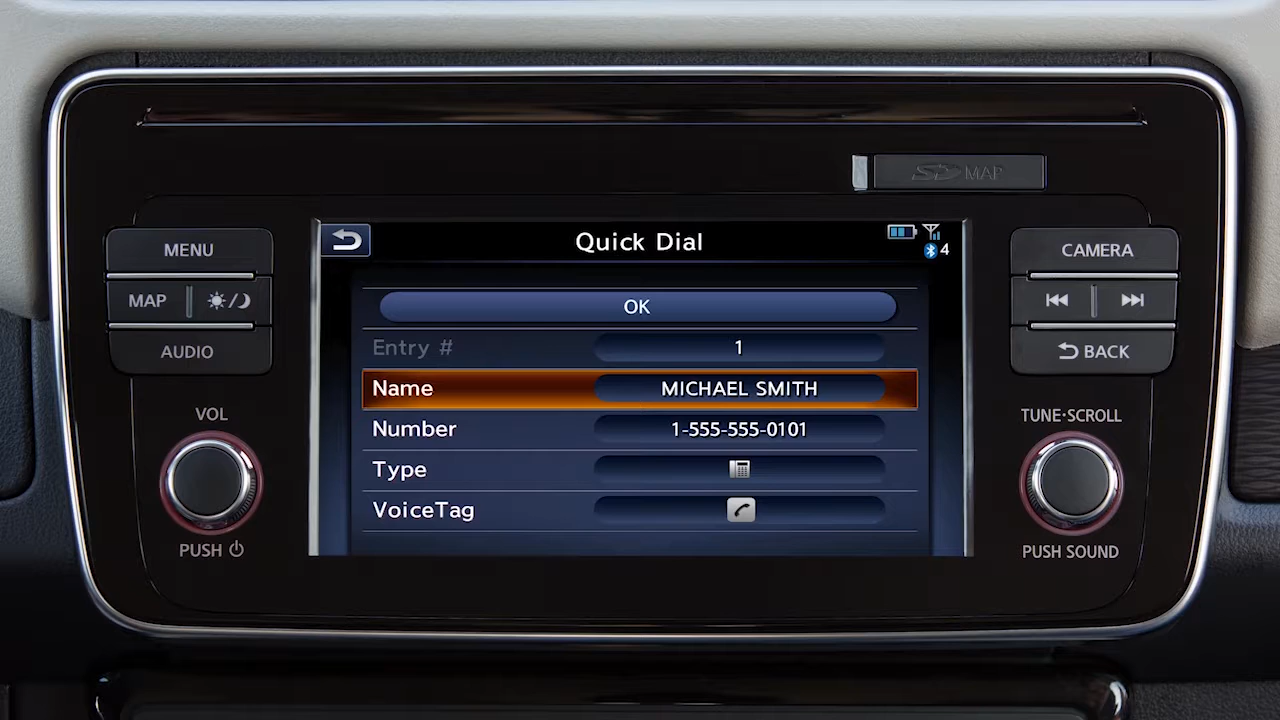 SD MAP
MENU
MAP
AUDIO
VOL
PUSH
Quick Dial
4
OK
Entry # 1
Name MICHAEL SMITH
Number 1-555-555-0101
Type
VoiceTag
CAMERA
BACK
TUNE·SCROLL
PUSH SOUND